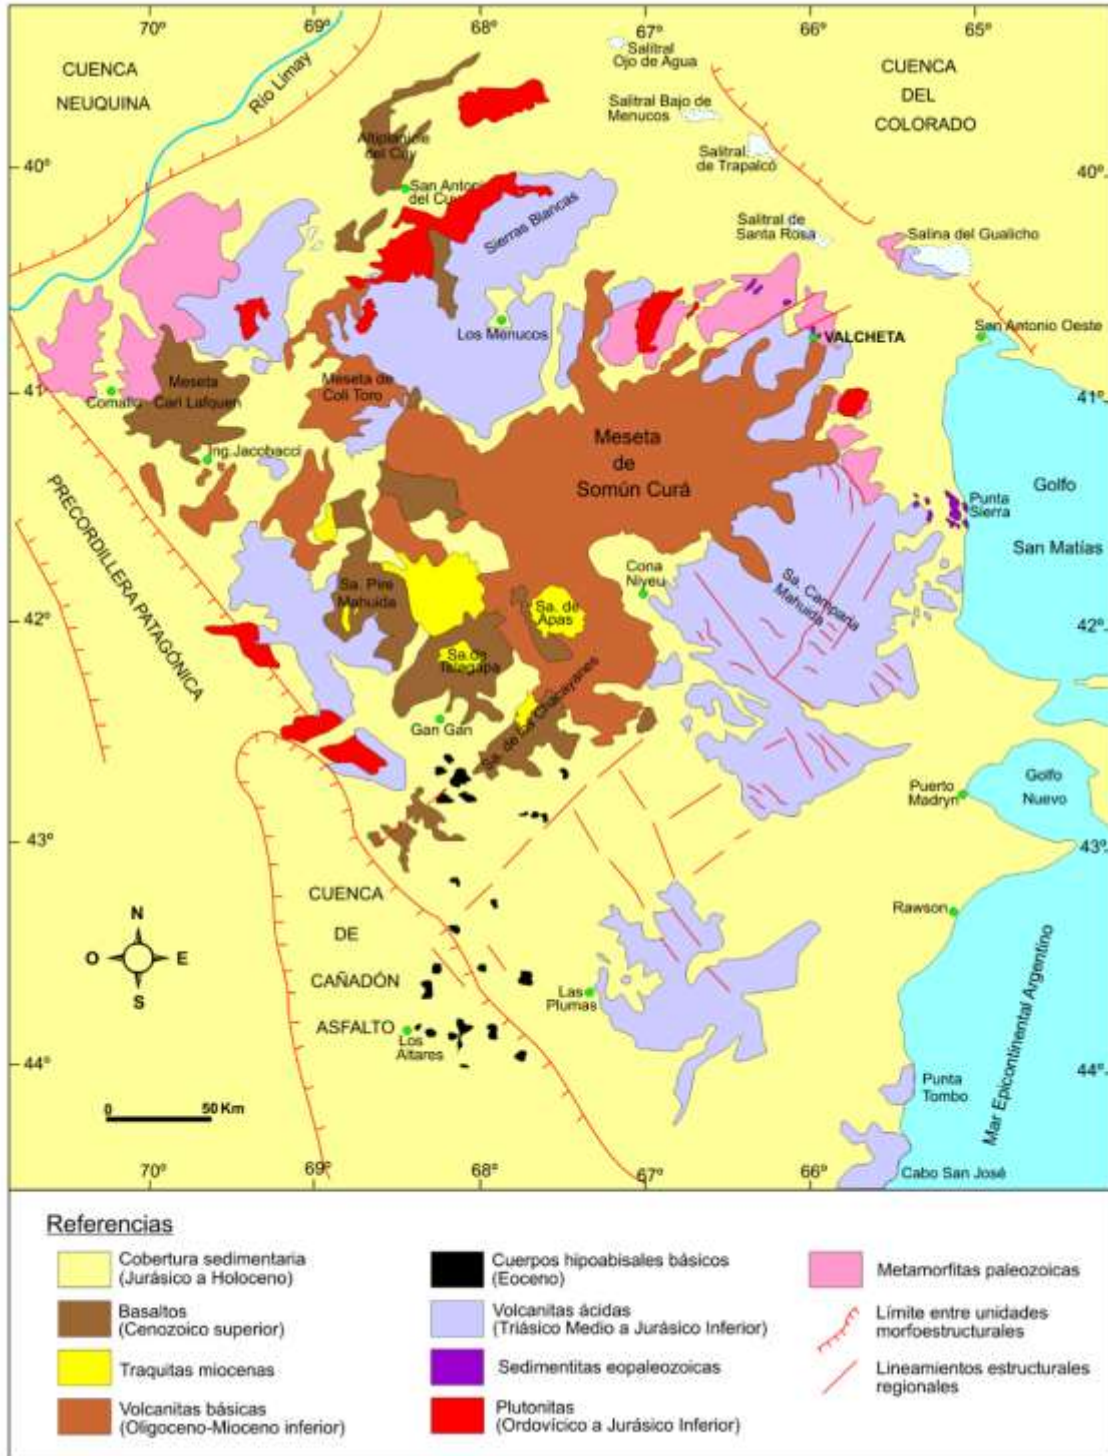 70º
69º
68º
67º
66º
65º
CUENCA
NEUQUINA
Río Limay
Salitral
Ojo de Agua
Salitral Bajo de
Menucos
Salitral
de Trapalcó
CUENCA
DEL
COLORADO
Altiplanicie
del Cuy
40º
40º
San Antonio
del Cuy
Sierras Blancas
Salitral de
Santa Rosa
Salina del Gualicho
Los Menucos
VALCHETA
San Antonio Oeste
Meseta
Cari Lafquen
Meseta de
Coli Toro
41º
41º
Comallo
Ing. Jacobacci
Meseta
de
Somún Curá
PRECORDILLERA PATAGÓNICA
Punta
Sierra
Golfo
San Matías
Sa. Pire
Mahuida
Cona
Niyeu
Sa. Campana
Mahuida
Sa. de
Apas
42º
42º
Sa. de
Talagapa
Gan Gan
Sa. de los Chacayanes
Puerto
Madryn
Golfo
Nuevo
43º
43º
CUENCA
DE
CAÑADÓN
ASFALTO
Rawson
N
O
E
S
Las
Plumas
Los
Altares
Mar Epicontinental Argentino
44º
44º
Punta
Tombo
0 50 Km
Cabo San José
70º
69º
68º
67º
66º
Referencias
Cobertura sedimentaria
(Jurásico a Holoceno)
Basaltos
(Cenozoico superior)
Traquitas miocenas
Volcanitas básicas
(Oligoceno-Mioceno inferior)
Cuerpos hipoabisales básicos
(Eoceno)
Volcanitas ácidas
(Triásico Medio a Jurásico Inferior)
Sedimentitas eopaleozoicas
Plutonitas
(Ordovícico a Jurásico Inferior)
Metamorfitas paleozoicas
Límite entre unidades
morfoestructurales
Lineamientos estructurales
regionales